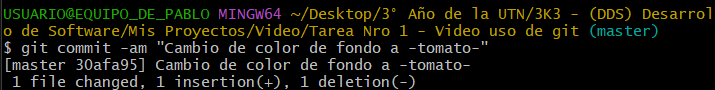 USUARIO@EQUIPO_DE_PABLO MINGW64 ~/Desktop/3° Año de la UTN/3K3 - (DDS) Desarroll
o de Software/Mis Proyectos/Video/Tarea Nro 1 - Video uso de git (master)
$ git commit -am "Cambio de color de fondo a -tomato-"
[master 30afa95] Cambio de color de fondo a -tomato-
 1 file changed, 1 insertion(+), 1 deletion(-)